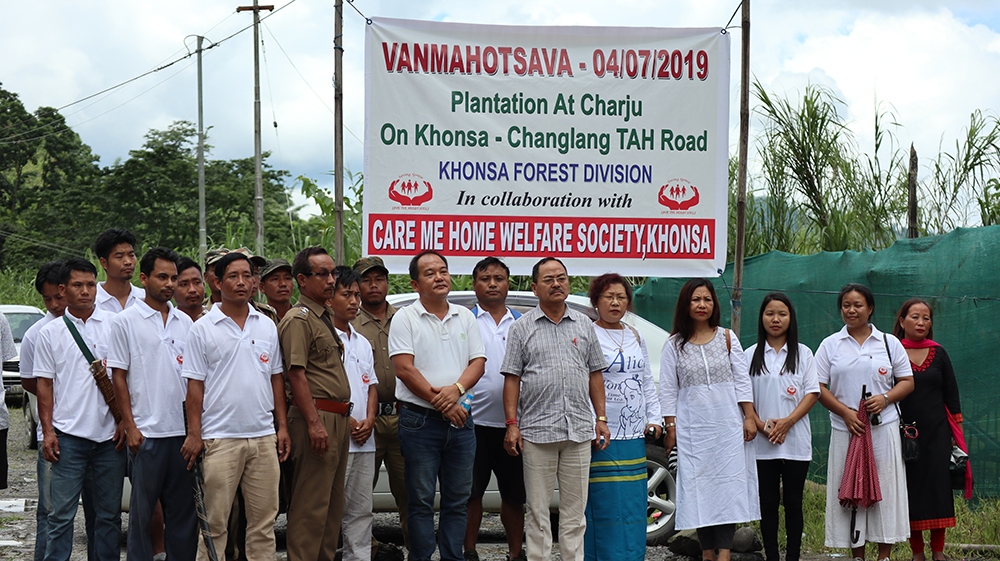 VANMAHOTSAVA - 04/07/2019
Plantation At Charju
On Khonsa - Changlang TAH Road
KHONSA FOREST DIVISION
In collaboration with
CARE ME HOME WELFARE SOCIETY,KHONSA
Alice